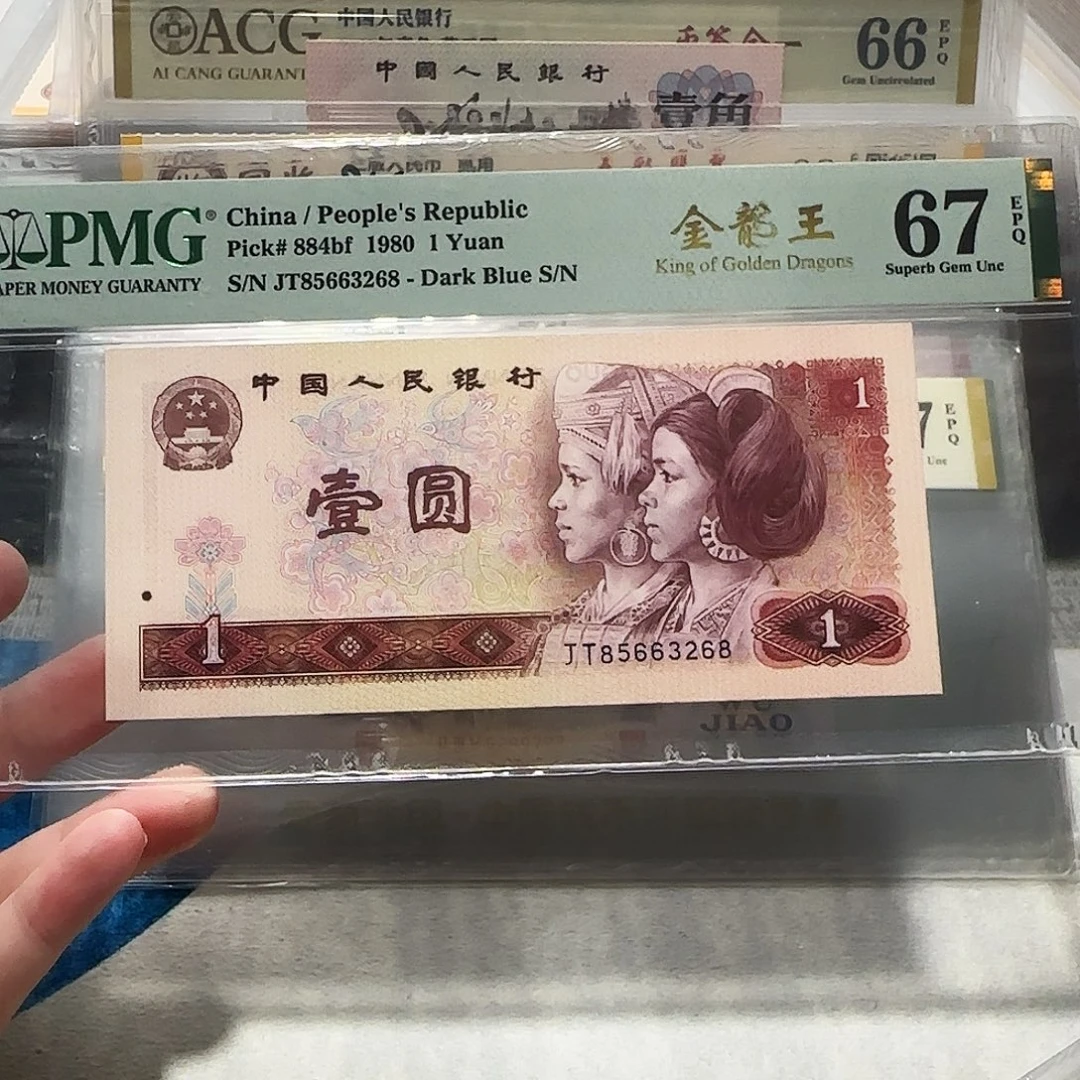 ACG
中国人民银行
AI CANG GUARANT
66
EPQ
Gem Uncirculated
中國人民銀行
壹角
PMG®
PAPER MONEY GUARANTY
China / People's Republic
Pick# 884bf 1980 1 Yuan
S/N JT85663268 - Dark Blue S/N
金龍王
King of Golden Dragons
67
EPQ
Superb Gem Unc
中国人民银行
1
壹圆
1
JT85663268
1
7
EPQ
Unc
WU
JIAO